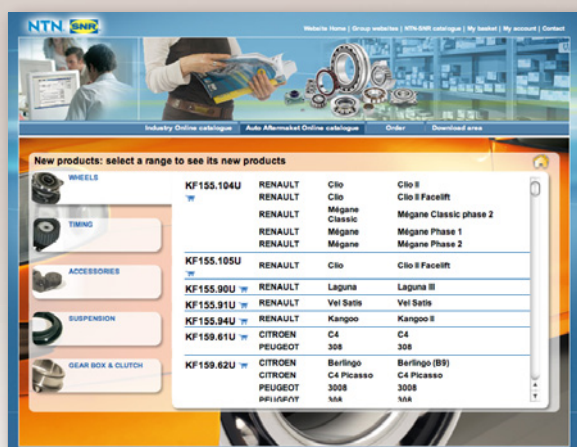 NTN SNR
Website Home | Group websites | NTN-SNR catalogue | My basket | My account | Contact
Industry Online catalogue Auto Aftermaket Online catalogue Order Download area
New products: select a range to see its new products
WHEELS
TIMING
ACCESSORIES
SUSPENSION
GEAR BOX & CLUTCH
KF155.104U RENAULT Clio Clio II
RENAULT Clio Clio II Facelift
RENAULT Mégane Classic Mégane Classic phase 2
RENAULT Mégane Mégane Phase 1
RENAULT Mégane Mégane Phase 2
KF155.105U RENAULT Clio Clio II Facelift
KF155.90U RENAULT Laguna Laguna III
KF155.91U RENAULT Vel Satis Vel Satis
KF155.94U RENAULT Kangoo Kangoo II
KF159.61U CITROEN C4 C4
PEUGEOT 308 308
KF159.62U CITROEN Berlingo Berlingo (B9)
CITROEN C4 Picasso C4 Picasso
PEUGEOT 3008 3008
PEUGEOT 308 308